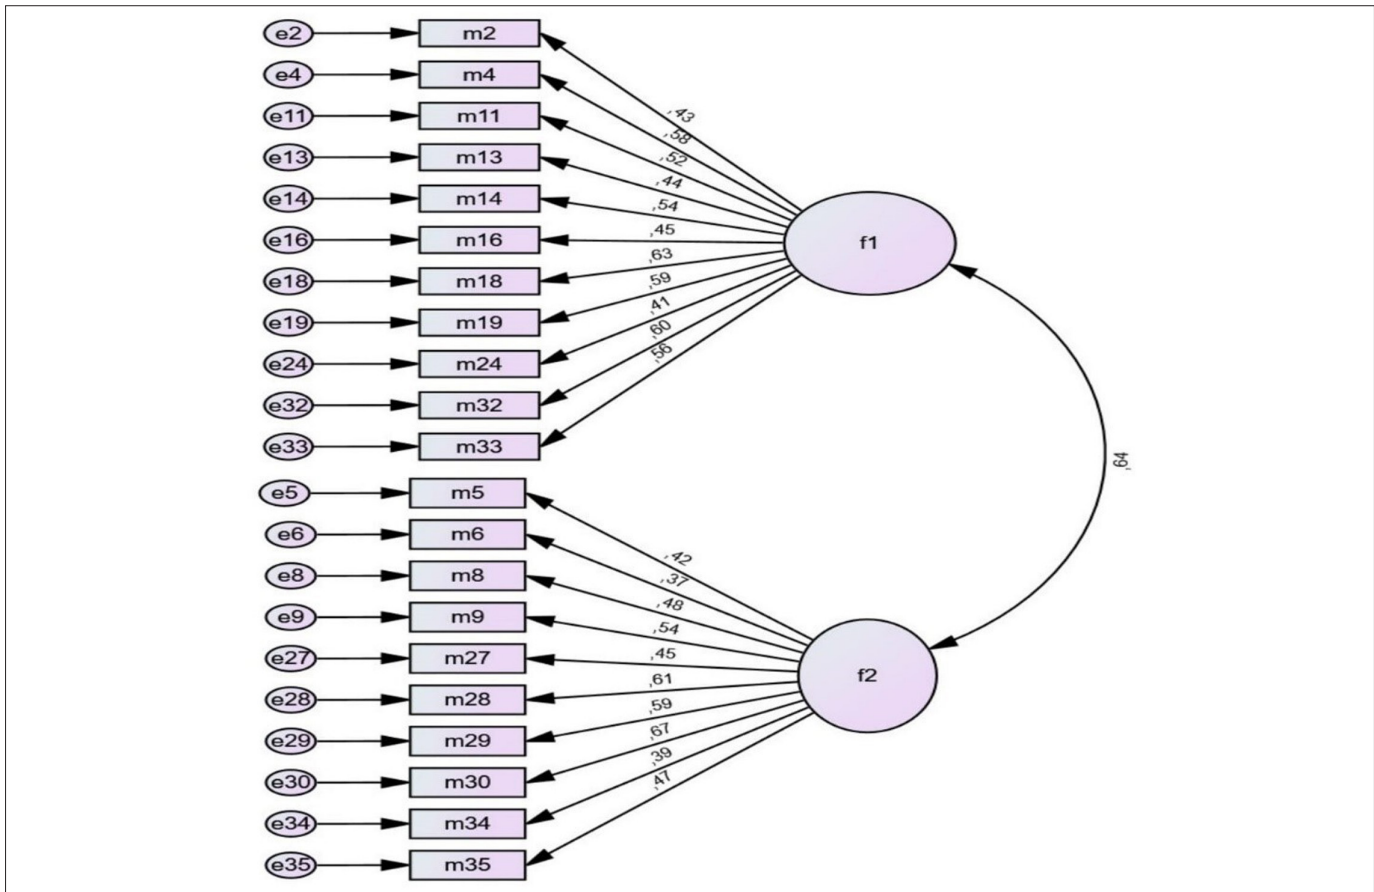 e2 m2
e4 m4
e11 m11
e13 m13
e14 m14
e16 m16
e18 m18
e19 m19
e24 m24
e32 m32
e33 m33
,43
,58
,52
,44
,54
,45
,63
,59
,41
,60
,56
f1
,64
e5 m5
e6 m6
e8 m8
e9 m9
e27 m27
e28 m28
e29 m29
e30 m30
e34 m34
e35 m35
,42
,37
,48
,54
,45
,61
,59
,67
,39
,47
f2